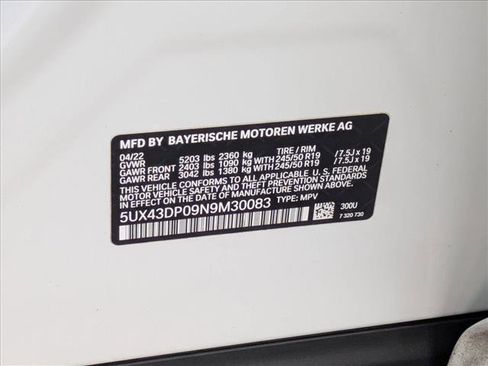 MFD BY BAYERISCHE MOTOREN WERKE AG
04/22 TIRE / RIM
GVWR 5203 lbs 2360 kg
GAWR FRONT 2403 lbs 1090 kg WITH 245/50 R19 /7.5J x 19
GAWR REAR 3042 lbs 1380 kg WITH 245/50 R19 /7.5J x 19
THIS VEHICLE CONFORMS TO ALL APPLICABLE U. S. FEDERAL
MOTOR VEHICLE SAFETY AND THEFT PREVENTION STANDARDS
IN EFFECT ON THE DATE OF MANUFACTURE SHOWN ABOVE.
5UX43DP09N9M30083 TYPE: MPV 300U
7 320 730